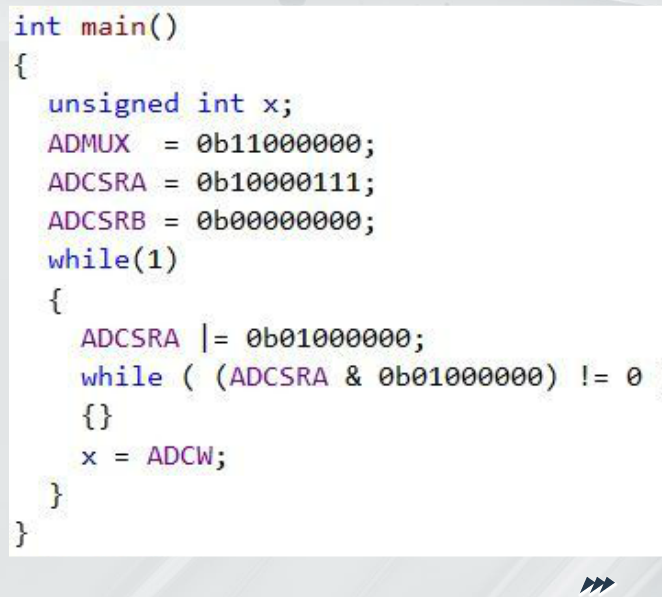 int main()
{
unsigned int x;
ADMUX = 0b11000000;
ADCSRA = 0b10000111;
ADCSRB = 0b00000000;
while(1)
{
ADCSRA |= 0b01000000;
while ( (ADCSRA & 0b01000000) != 0
{}
x = ADCW;
}
}